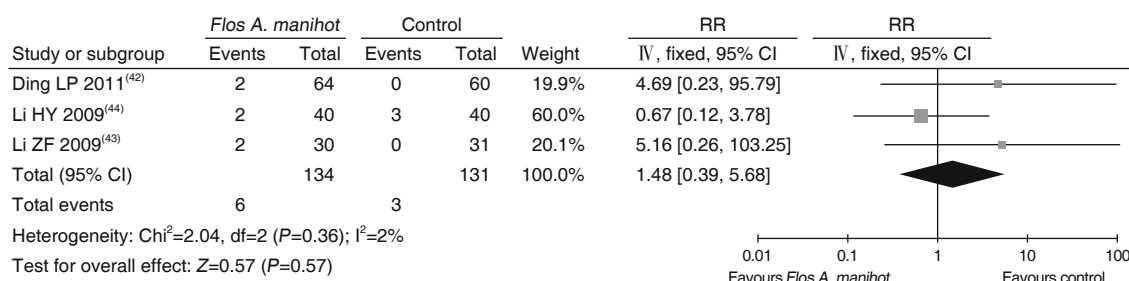 Flos A. manihot Control RR RR
Study or subgroup Events Total Events Total Weight Ⅳ, fixed, 95% CI Ⅳ, fixed, 95% CI
Ding LP 2011(42) 2 64 0 60 19.9% 4.69 [0.23, 95.79]
Li HY 2009(44) 2 40 3 40 60.0% 0.67 [0.12, 3.78]
Li ZF 2009(43) 2 30 0 31 20.1% 5.16 [0.26, 103.25]
Total (95% CI) 134 131 100.0% 1.48 [0.39, 5.68]
Total events 6 3
Heterogeneity: Chi²=2.04, df=2 (P=0.36); I²=2%
Test for overall effect: Z=0.57 (P=0.57)
0.01 0.1 1 10 100
Favours Flos A. manihot Favours control